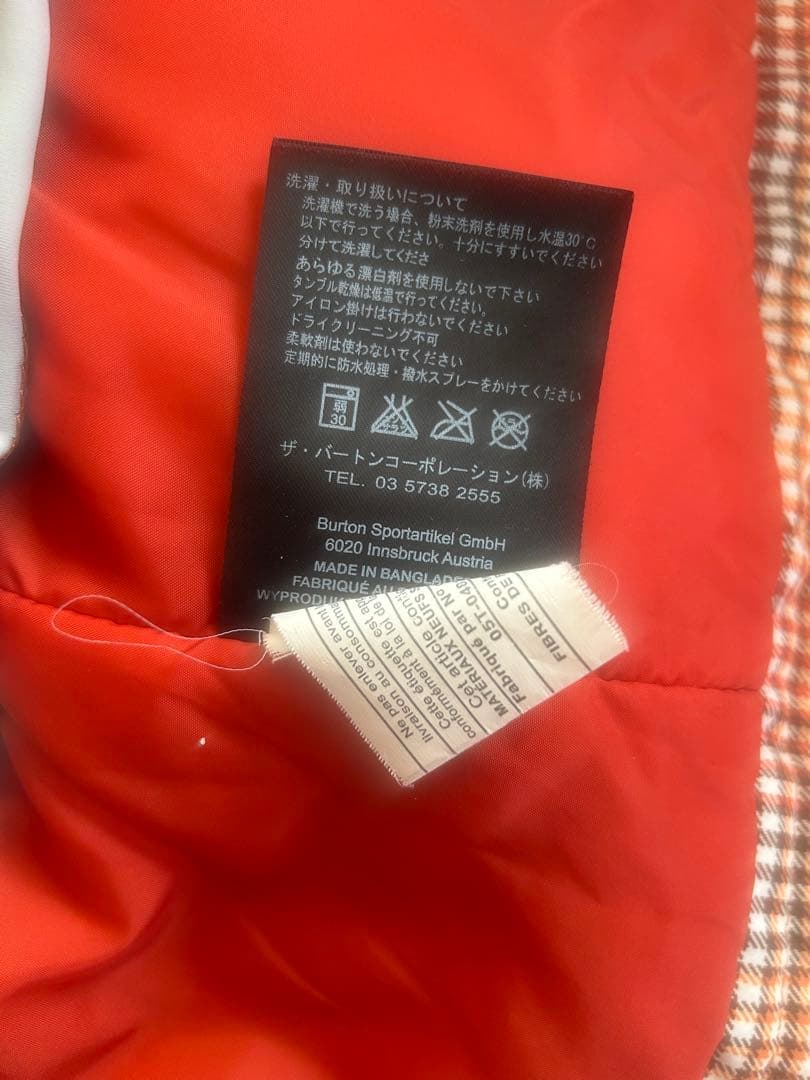 洗濯・取り扱いについて
洗濯機で洗う場合、粉末洗剤を使用し水温30℃
以下で行ってください。十分にすすいでください
分けて洗濯してくださ
あらゆる漂白剤を使用しないで下さい
タンブル乾燥は低温で行ってください。
アイロン掛けは行わないでください
ドライクリーニング不可
柔軟剤は使わないでください
定期的に防水処理・撥水スプレーをかけてください
弱
30
ザ・バートンコーポレーション(株)
TEL. 03 5738 2555
Burton Sportartikel GmbH
6020 Innsbruck Austria
MADE IN
FABRIQUÉ
FIBRES
05T-040
Fabriqué par N°
MATÉRIAUX NEUFS
Cet article
conformément à la loi de
Cette étiquette est
livraison au
Ne pas enlever avant